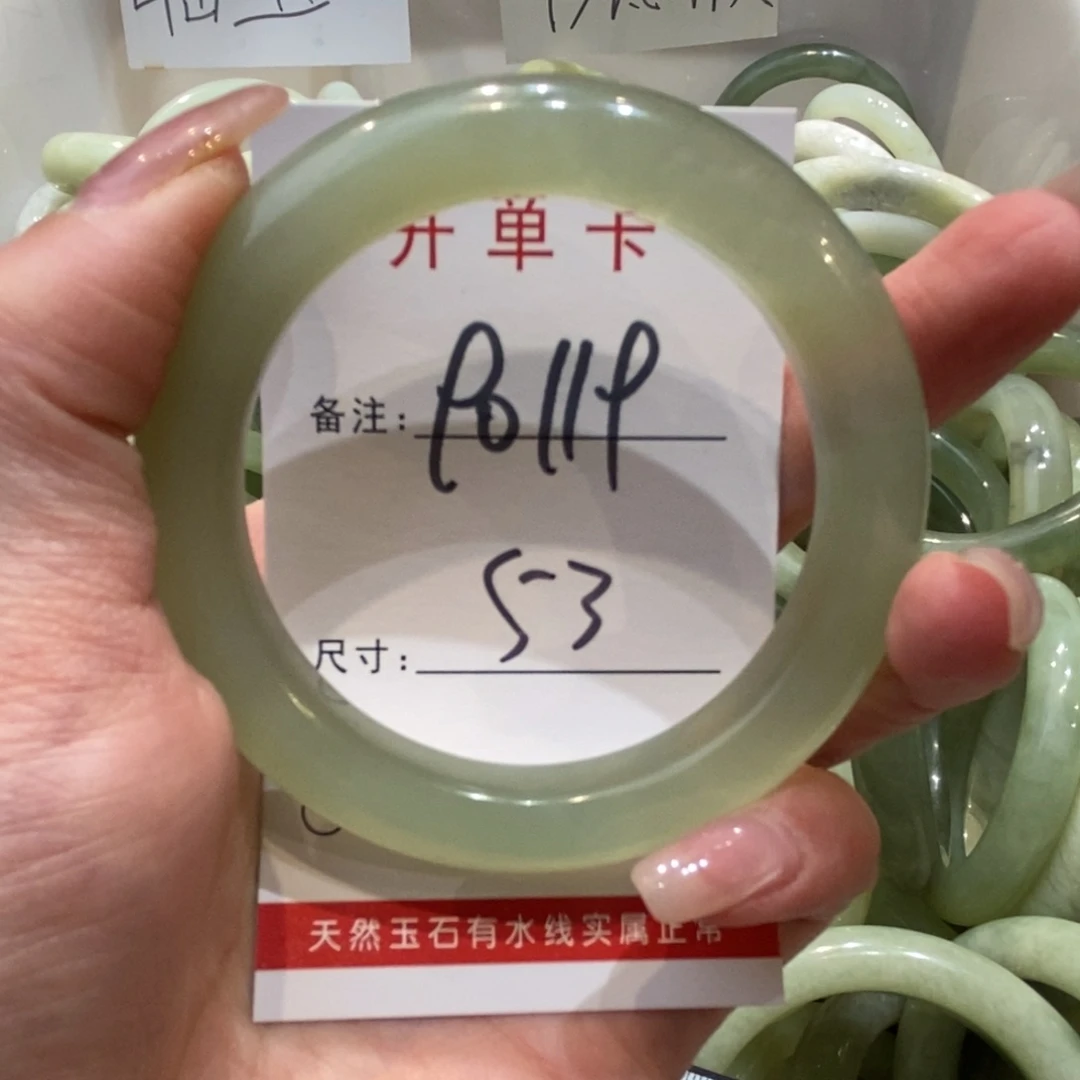 开单卡
备注: P6119
尺寸: 53
天然玉石有水线实属正常